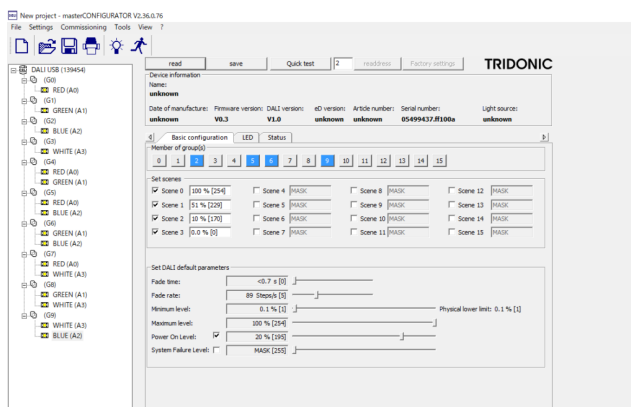 New project - masterCONFIGURATOR V2.36.0.76
File Settings Commissioning Tools View ?
read save Quick test 2 readdress Factory settings TRIDONIC
DALI USB (139454)
(G0)
RED (A0)
(G1)
GREEN (A1)
(G2)
BLUE (A2)
(G3)
WHITE (A3)
(G4)
RED (A0)
GREEN (A1)
(G5)
RED (A0)
BLUE (A2)
(G6)
GREEN (A1)
BLUE (A2)
(G7)
RED (A0)
WHITE (A3)
(G8)
GREEN (A1)
WHITE (A3)
(G9)
WHITE (A3)
BLUE (A2)
Device information
Name:
unknown
Date of manufacture: Firmware version: DALI version: eD version: Article number: Serial number: Light source:
unknown V0.3 V1.0 unknown unknown 05499437.ff100a unknown
Basic configuration LED Status
Member of group(s)
0 1 2 3 4 5 6 7 8 9 10 11 12 13 14 15
Set scenes
Scene 0 100 % [254] Scene 4 MASK Scene 8 MASK Scene 12 MASK
Scene 1 51 % [229] Scene 5 MASK Scene 9 MASK Scene 13 MASK
Scene 2 10 % [170] Scene 6 MASK Scene 10 MASK Scene 14 MASK
Scene 3 0.0 % [0] Scene 7 MASK Scene 11 MASK Scene 15 MASK
Set DALI default parameters
Fade time: <0.7 s [0]
Fade rate: 89 Steps/s [5]
Minimum level: 0.1 % [1] Physical lower limit: 0.1 % [1]
Maximum level: 100 % [254]
Power On Level: 20 % [195]
System Failure Level: MASK [255]